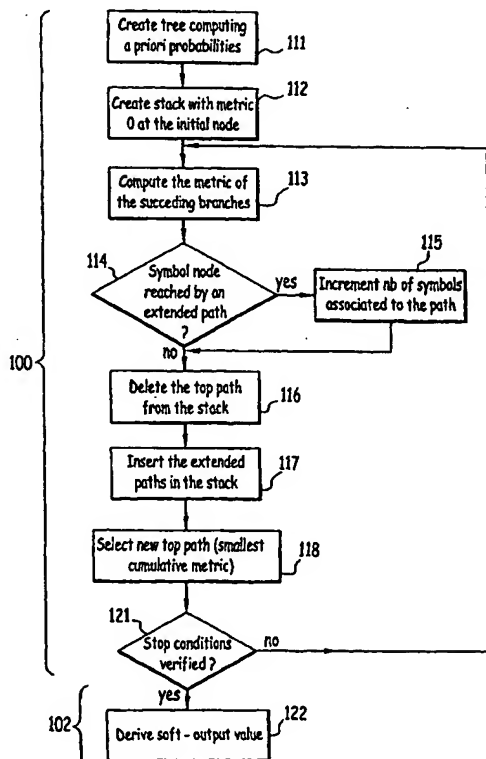 Create tree computing
a priori probabilities
111
Create stack with metric
0 at the initial node
112
Compute the metric of
the succeding branches
113
114
Symbol node
reached by an
extended path
?
yes
no
115
Increment nb of symbols
associated to the path
100
Delete the top path
from the stack
116
Insert the extended
paths in the stack
117
Select new top path (smallest
cumulative metric)
118
121
Stop conditions
verified ?
no
yes
102
Derive soft - output value
122